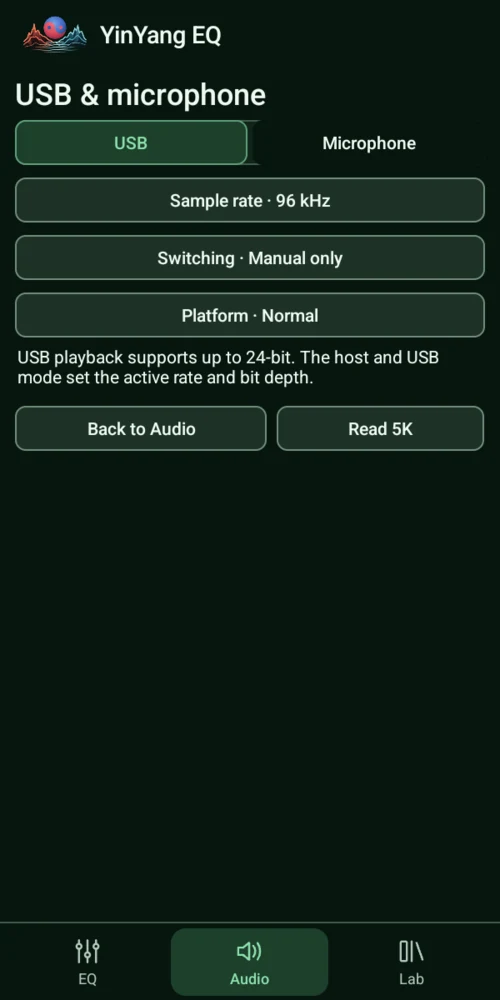 YinYang EQ
USB & microphone
USB
Microphone
Sample rate · 96 kHz
Switching · Manual only
Platform · Normal
USB playback supports up to 24-bit. The host and USB
mode set the active rate and bit depth.
Back to Audio
Read 5K
EQ
Audio
Lab